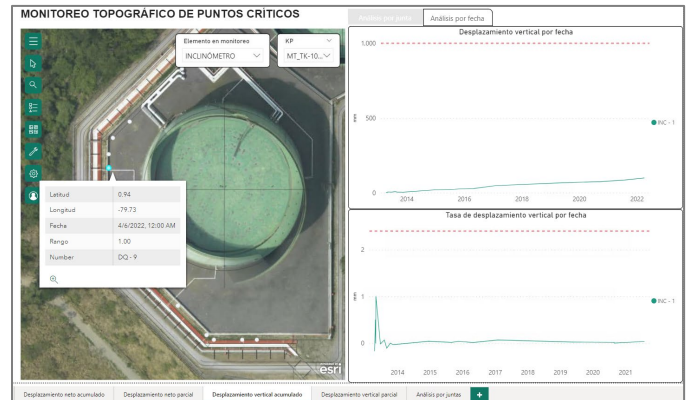 MONITOREO TOPOGRÁFICO DE PUNTOS CRÍTICOS
Análisis por punto
Análisis por fecha
Elemento en monitoreo
INCLINÓMETRO
KP
MT_TK-10...
Latitud 0.94
Longitud -79.73
Fecha 4/6/2022, 12:00 AM
Rango 1.00
Number DQ - 9
esri
Desplazamiento vertical por fecha
1.000
500
0
mm
2014 2016 2018 2020 2022
INC - 1
Tasa de desplazamiento vertical por fecha
2
1
0
mm
2014 2015 2016 2017 2018 2019 2020 2021
INC - 1
Desplazamiento neto acumulado
Desplazamiento neto parcial
Desplazamiento vertical acumulado
Desplazamiento vertical parcial
Análisis por juntas
+